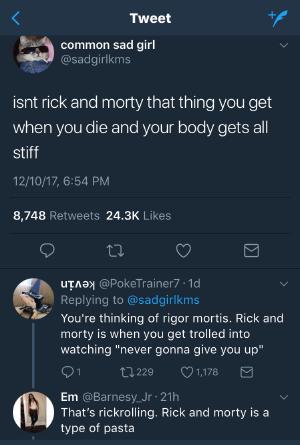 Tweet
common sad girl
@sadgirlkms
isnt rick and morty that thing you get
when you die and your body gets all
stiff
12/10/17, 6:54 PM
8,748 Retweets 24.3K Likes
uᴉʌǝʞ @PokeTrainer7 · 1d
Replying to @sadgirlkms
You're thinking of rigor mortis. Rick and
morty is when you get trolled into
watching "never gonna give you up"
1 229 1,178
Em @Barnesy_Jr · 21h
That's rickrolling. Rick and morty is a
type of pasta